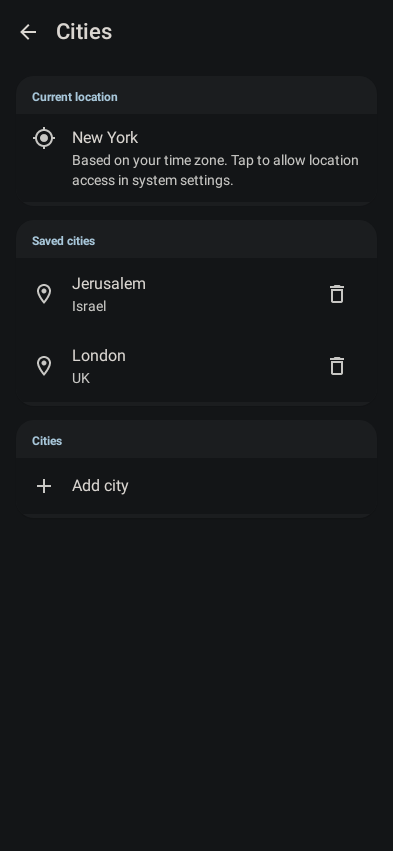 Cities
Current location
New York
Based on your time zone. Tap to allow location
access in system settings.
Saved cities
Jerusalem
Israel
London
UK
Cities
Add city